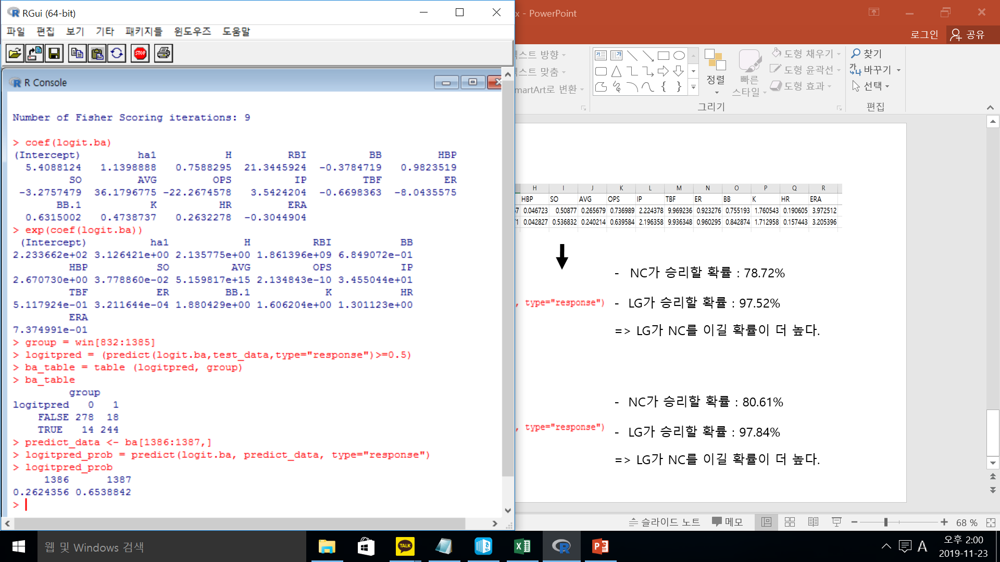 RGui (64-bit)
파일 편집 보기 기타 패키지들 윈도우즈 도움말
STOP
R Console
Number of Fisher Scoring iterations: 9
> coef(logit.ba)
(Intercept) ha1 H RBI BB HBP
5.4088124 1.1398888 0.7588295 21.3445924 -0.3784719 0.9823519
SO AVG OPS IP TBF ER
-3.2757479 36.1796775 -22.2674578 3.5424204 -0.6698363 -8.0435575
BB.1 K HR ERA
0.6315002 0.4738737 0.2632278 -0.3044904
> exp(coef(logit.ba))
(Intercept) ha1 H RBI BB
2.233662e+02 3.126421e+00 2.135775e+00 1.861396e+09 6.849072e-01
HBP SO AVG OPS IP
2.670730e+00 3.778860e-02 5.159817e+15 2.134843e-10 3.455044e+01
TBF ER BB.1 K HR
5.117924e-01 3.211644e-04 1.880429e+00 1.606204e+00 1.301123e+00
ERA
7.374991e-01
> group = win[832:1385]
> logitpred = (predict(logit.ba,test_data,type="response")>=0.5)
> ba_table = table (logitpred, group)
> ba_table
group
logitpred 0 1
FALSE 278 18
TRUE 14 244
> predict_data <- ba[1386:1387,]
> logitpred_prob = predict(logit.ba, predict_data, type="response")
> logitpred_prob
1386 1387
0.2624356 0.6538842
>
x - PowerPoint
로그인 공유
스트 방향
스트 맞춤
martArt로 변환
정렬
빠른
스타일
도형 채우기
도형 윤곽선
도형 효과
그리기
찾기
바꾸기
선택
편집
H I J K L M N O P Q R
HBP SO AVG OPS IP TBF ER BB K HR ERA
7 0.046723 0.50877 0.265679 0.736989 2.224378 9.969236 0.923276 0.755193 1.760543 0.190605 3.972512
1 0.042827 0.536832 0.240214 0.639584 2.196358 9.936348 0.960295 0.842874 1.712958 0.157443 3.205396
- NC가 승리할 확률 : 78.72%
, type="response")
- LG가 승리할 확률 : 97.52%
=> LG가 NC를 이길 확률이 더 높다.
- NC가 승리할 확률 : 80.61%
, type="response")
- LG가 승리할 확률 : 97.84%
=> LG가 NC를 이길 확률이 더 높다.
슬라이드 노트 메모 68 %
웹 및 Windows 검색
TALK
A
오후 2:00
2019-11-23